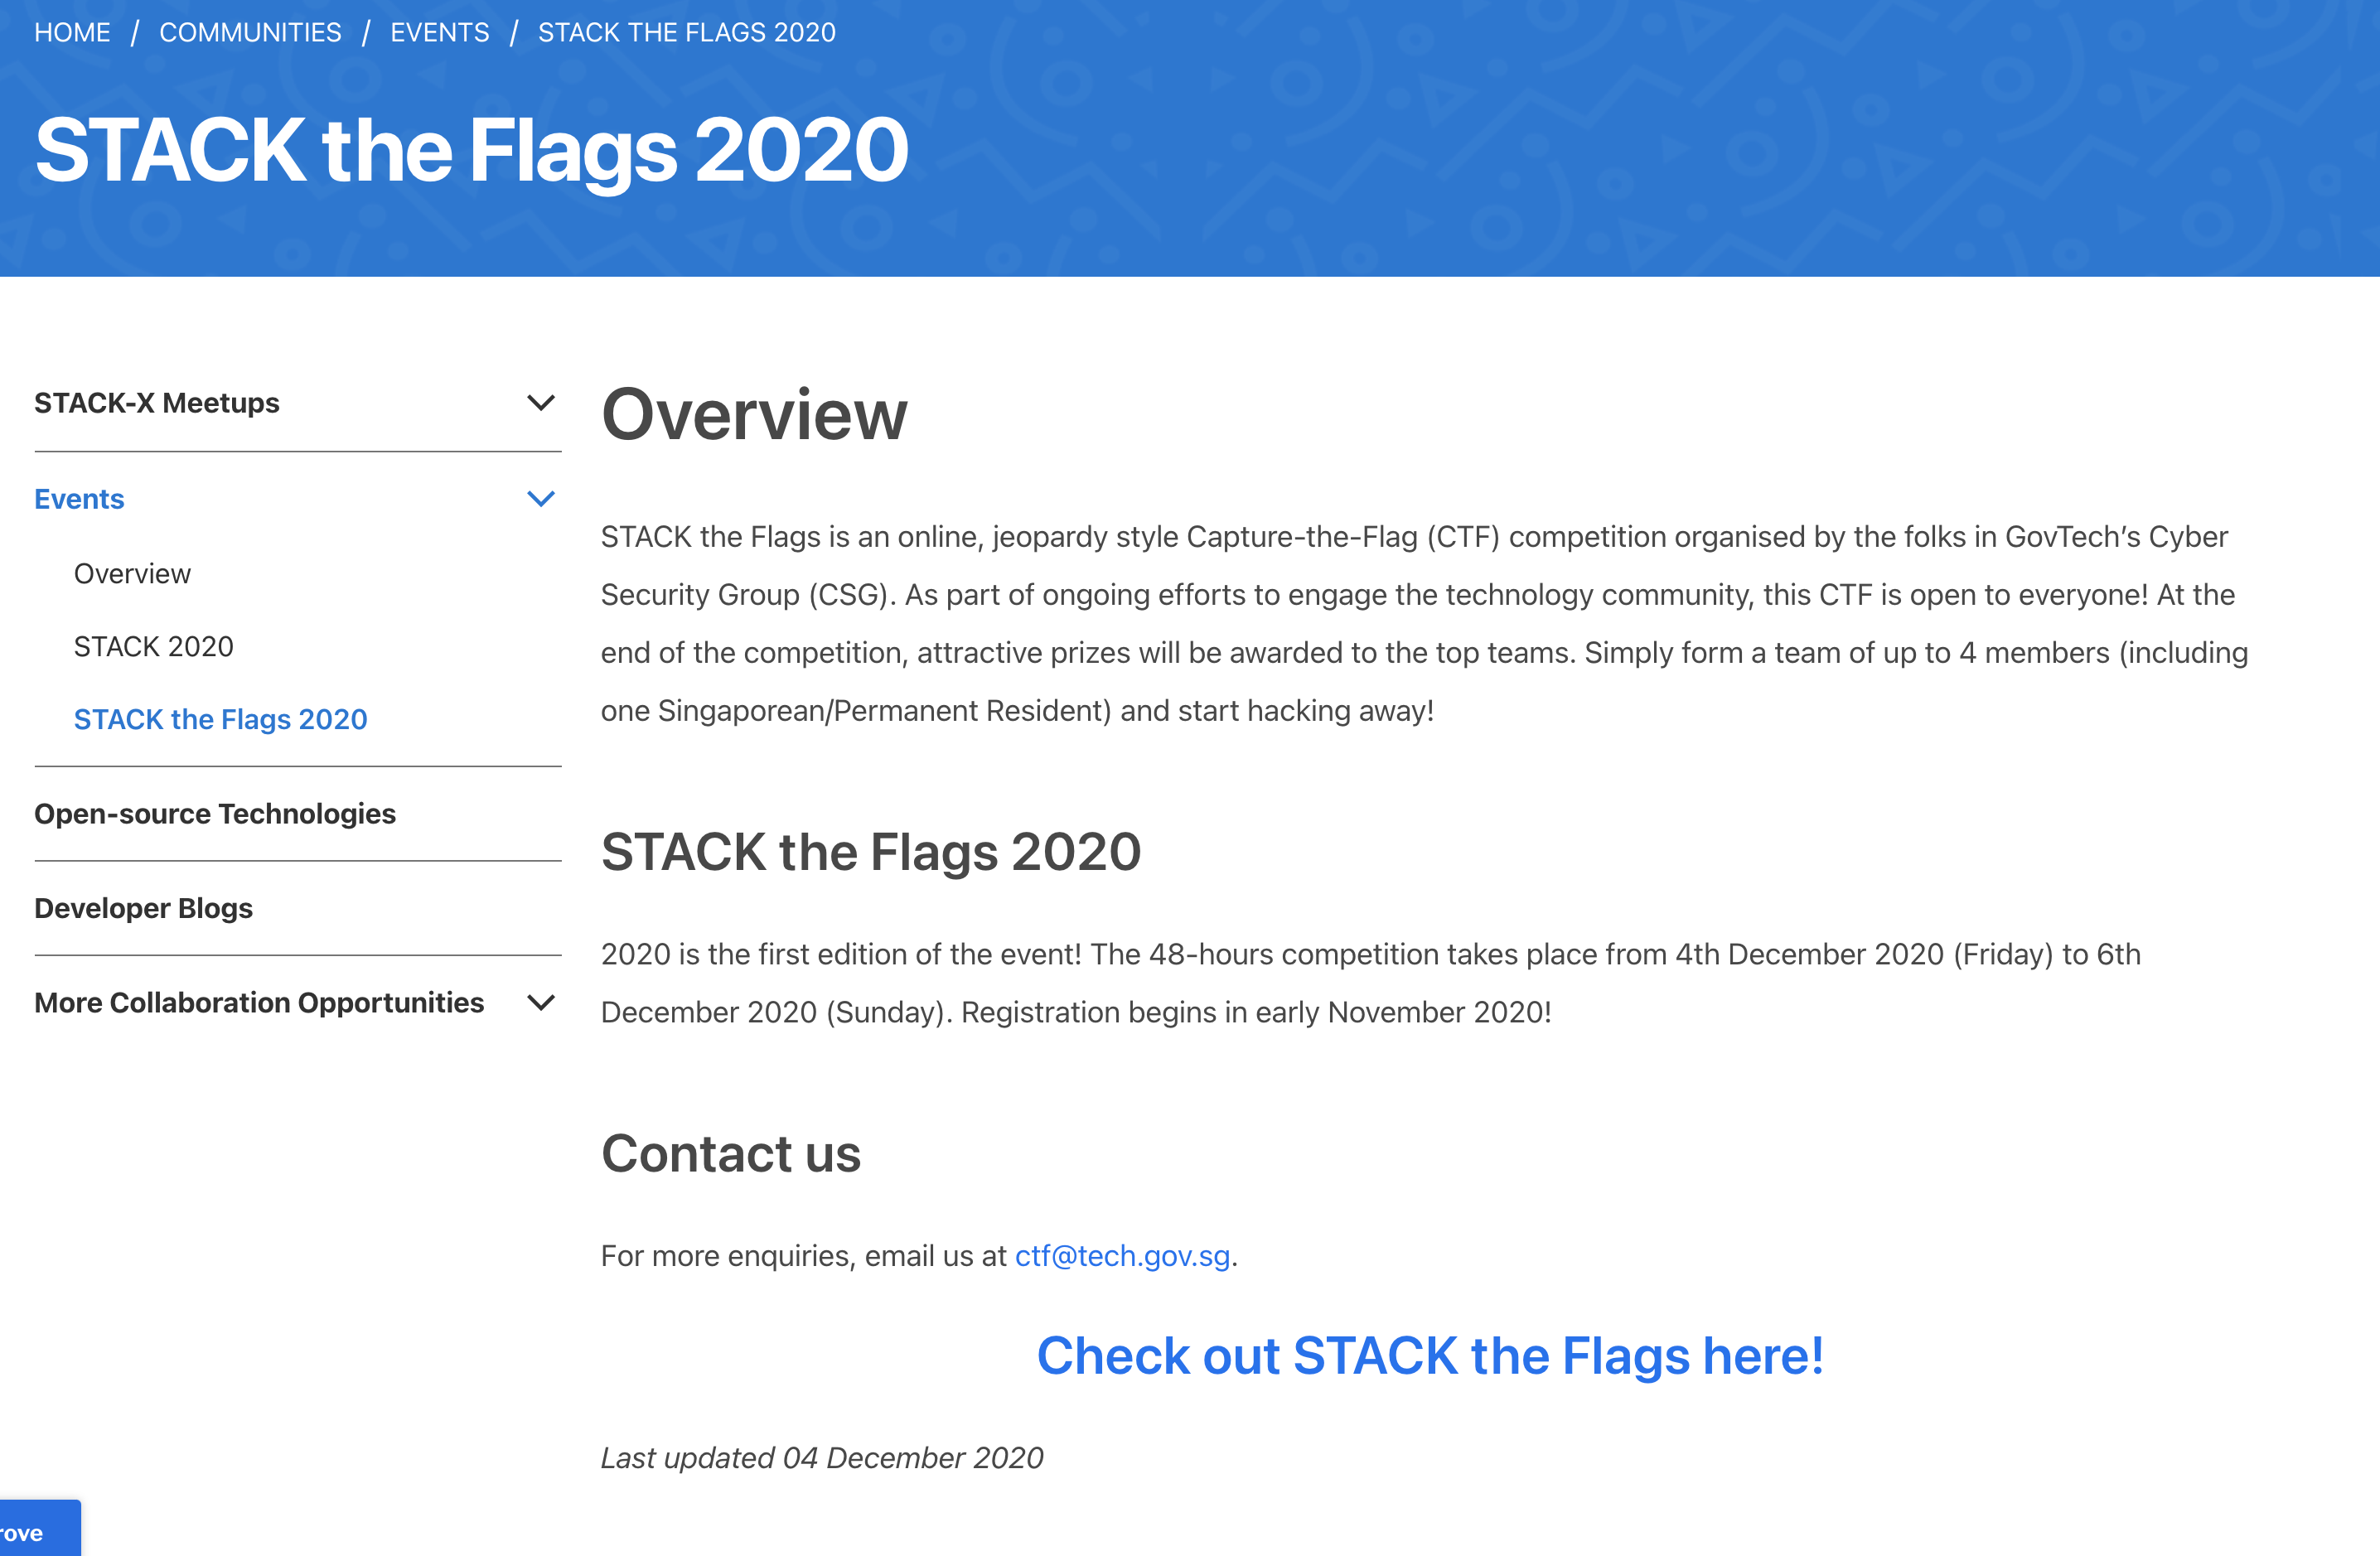 HOME / COMMUNITIES / EVENTS / STACK THE FLAGS 2020
STACK the Flags 2020
STACK-X Meetups
Events
Overview
STACK 2020
STACK the Flags 2020
Open-source Technologies
Developer Blogs
More Collaboration Opportunities
Overview
STACK the Flags is an online, jeopardy style Capture-the-Flag (CTF) competition organised by the folks in GovTech’s Cyber
Security Group (CSG). As part of ongoing efforts to engage the technology community, this CTF is open to everyone! At the
end of the competition, attractive prizes will be awarded to the top teams. Simply form a team of up to 4 members (including
one Singaporean/Permanent Resident) and start hacking away!
STACK the Flags 2020
2020 is the first edition of the event! The 48-hours competition takes place from 4th December 2020 (Friday) to 6th
December 2020 (Sunday). Registration begins in early November 2020!
Contact us
For more enquiries, email us at ctf@tech.gov.sg.
Check out STACK the Flags here!
Last updated 04 December 2020